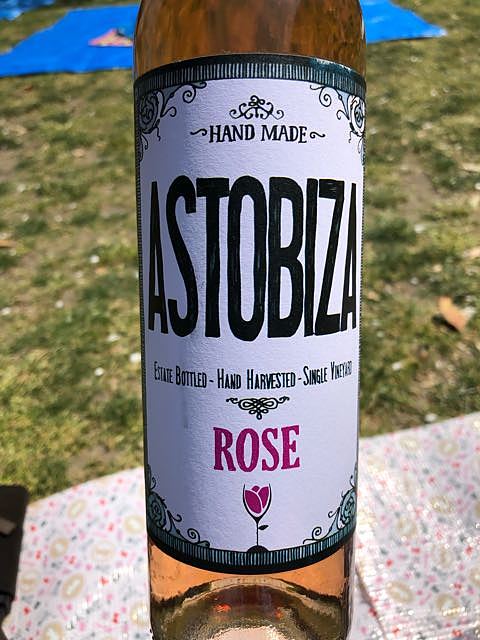 ~HAND MADE~
ASTOBIZA
ESTATE BOTTLED - HAND HARVESTED - SINGLE VINEYARD
ROSE